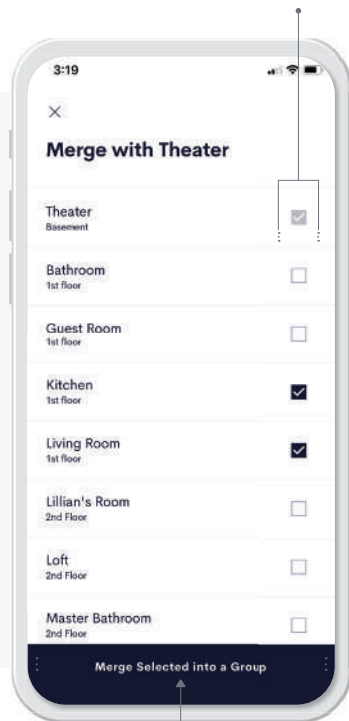 3:19
Merge with Theater
Theater
Basement
Bathroom
1st floor
Guest Room
1st floor
Kitchen
1st floor
Living Room
1st floor
Lillian's Room
2nd Floor
Loft
2nd Floor
Master Bathroom
2nd Floor
Merge Selected into a Group